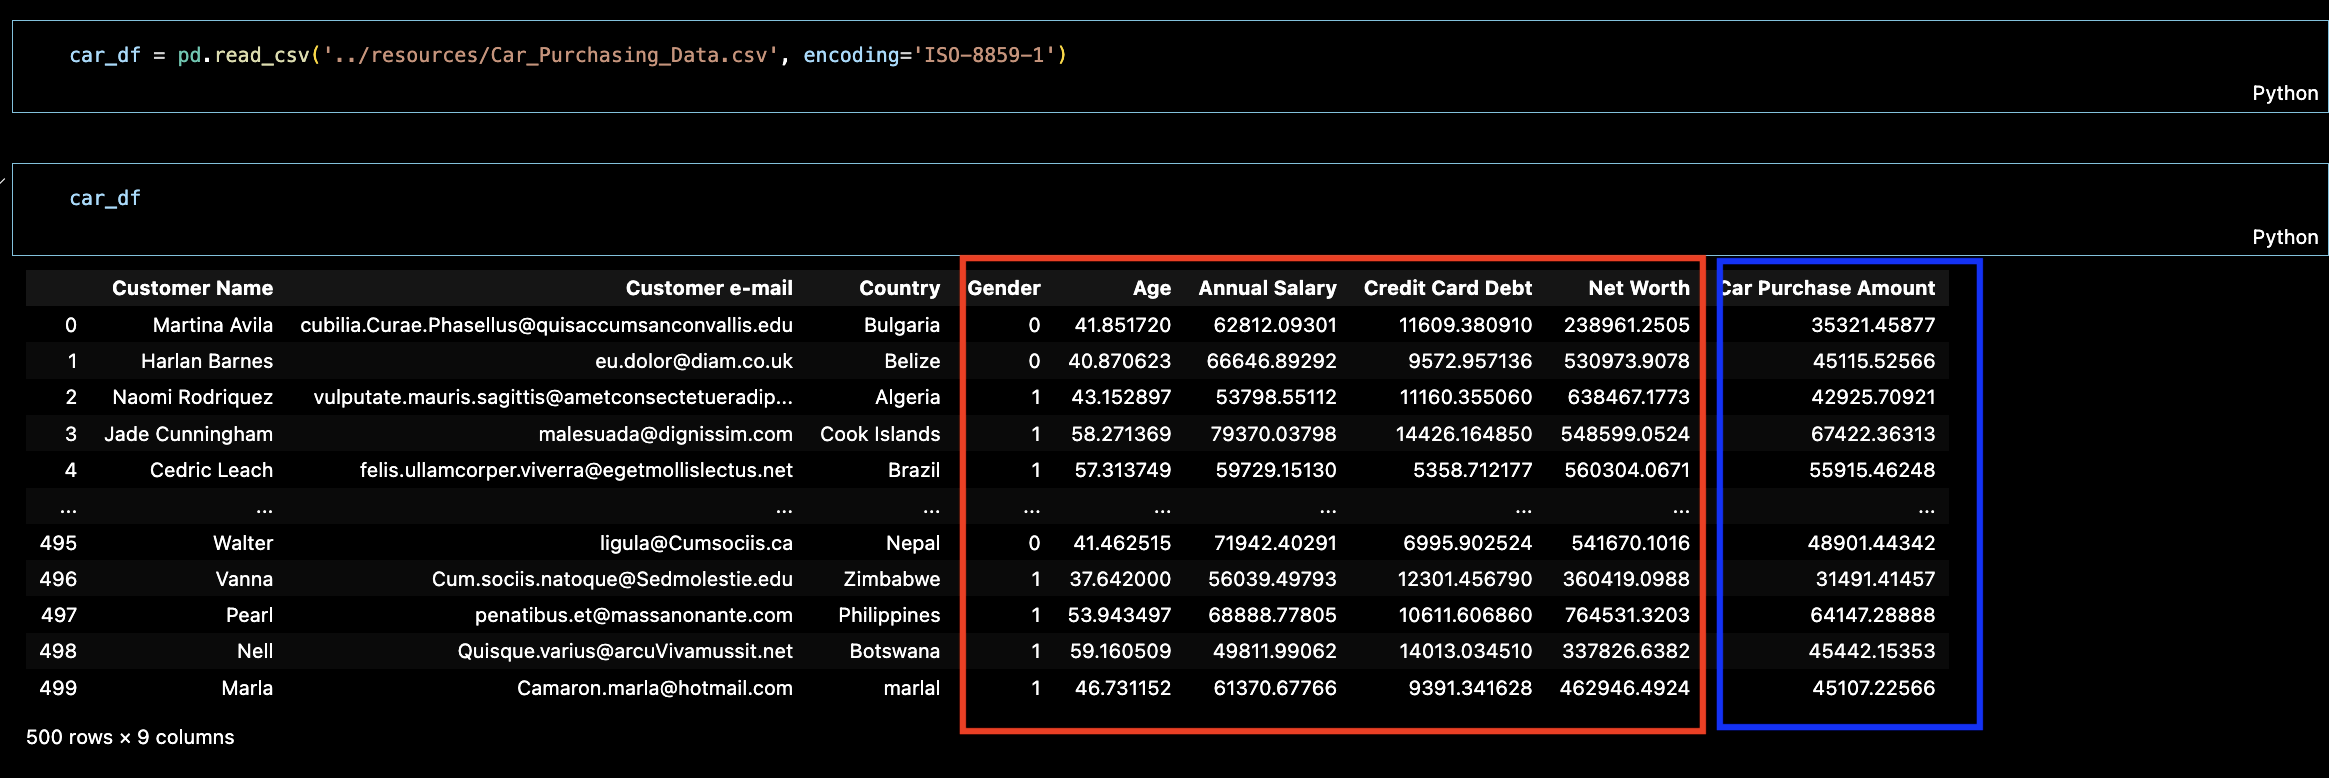 car_df = pd.read_csv('../resources/Car_Purchasing_Data.csv', encoding='ISO-8859-1')
Python
car_df
Python
Customer Name Customer e-mail Country Gender Age Annual Salary Credit Card Debt Net Worth Car Purchase Amount
0 Martina Avila cubilia.Curae.Phasellus@quisaccumsanconvallis.edu Bulgaria 0 41.851720 62812.09301 11609.380910 238961.2505 35321.45877
1 Harlan Barnes eu.dolor@diam.co.uk Belize 0 40.870623 66646.89292 9572.957136 530973.9078 45115.52566
2 Naomi Rodriquez vulputate.mauris.sagittis@ametconsectetueradip... Algeria 1 43.152897 53798.55112 11160.355060 638467.1773 42925.70921
3 Jade Cunningham malesuada@dignissim.com Cook Islands 1 58.271369 79370.03798 14426.164850 548599.0524 67422.36313
4 Cedric Leach felis.ullamcorper.viverra@egetmollislectus.net Brazil 1 57.313749 59729.15130 5358.712177 560304.0671 55915.46248
... ... ... ... ... ... ... ... ... ...
495 Walter ligula@Cumsociis.ca Nepal 0 41.462515 71942.40291 6995.902524 541670.1016 48901.44342
496 Vanna Cum.sociis.natoque@Sedmolestie.edu Zimbabwe 1 37.642000 56039.49793 12301.456790 360419.0988 31491.41457
497 Pearl penatibus.et@massanonante.com Philippines 1 53.943497 68888.77805 10611.606860 764531.3203 64147.28888
498 Nell Quisque.varius@arcuVivamussit.net Botswana 1 59.160509 49811.99062 14013.034510 337826.6382 45442.15353
499 Marla Camaron.marla@hotmail.com marlal 1 46.731152 61370.67766 9391.341628 462946.4924 45107.22566
500 rows × 9 columns